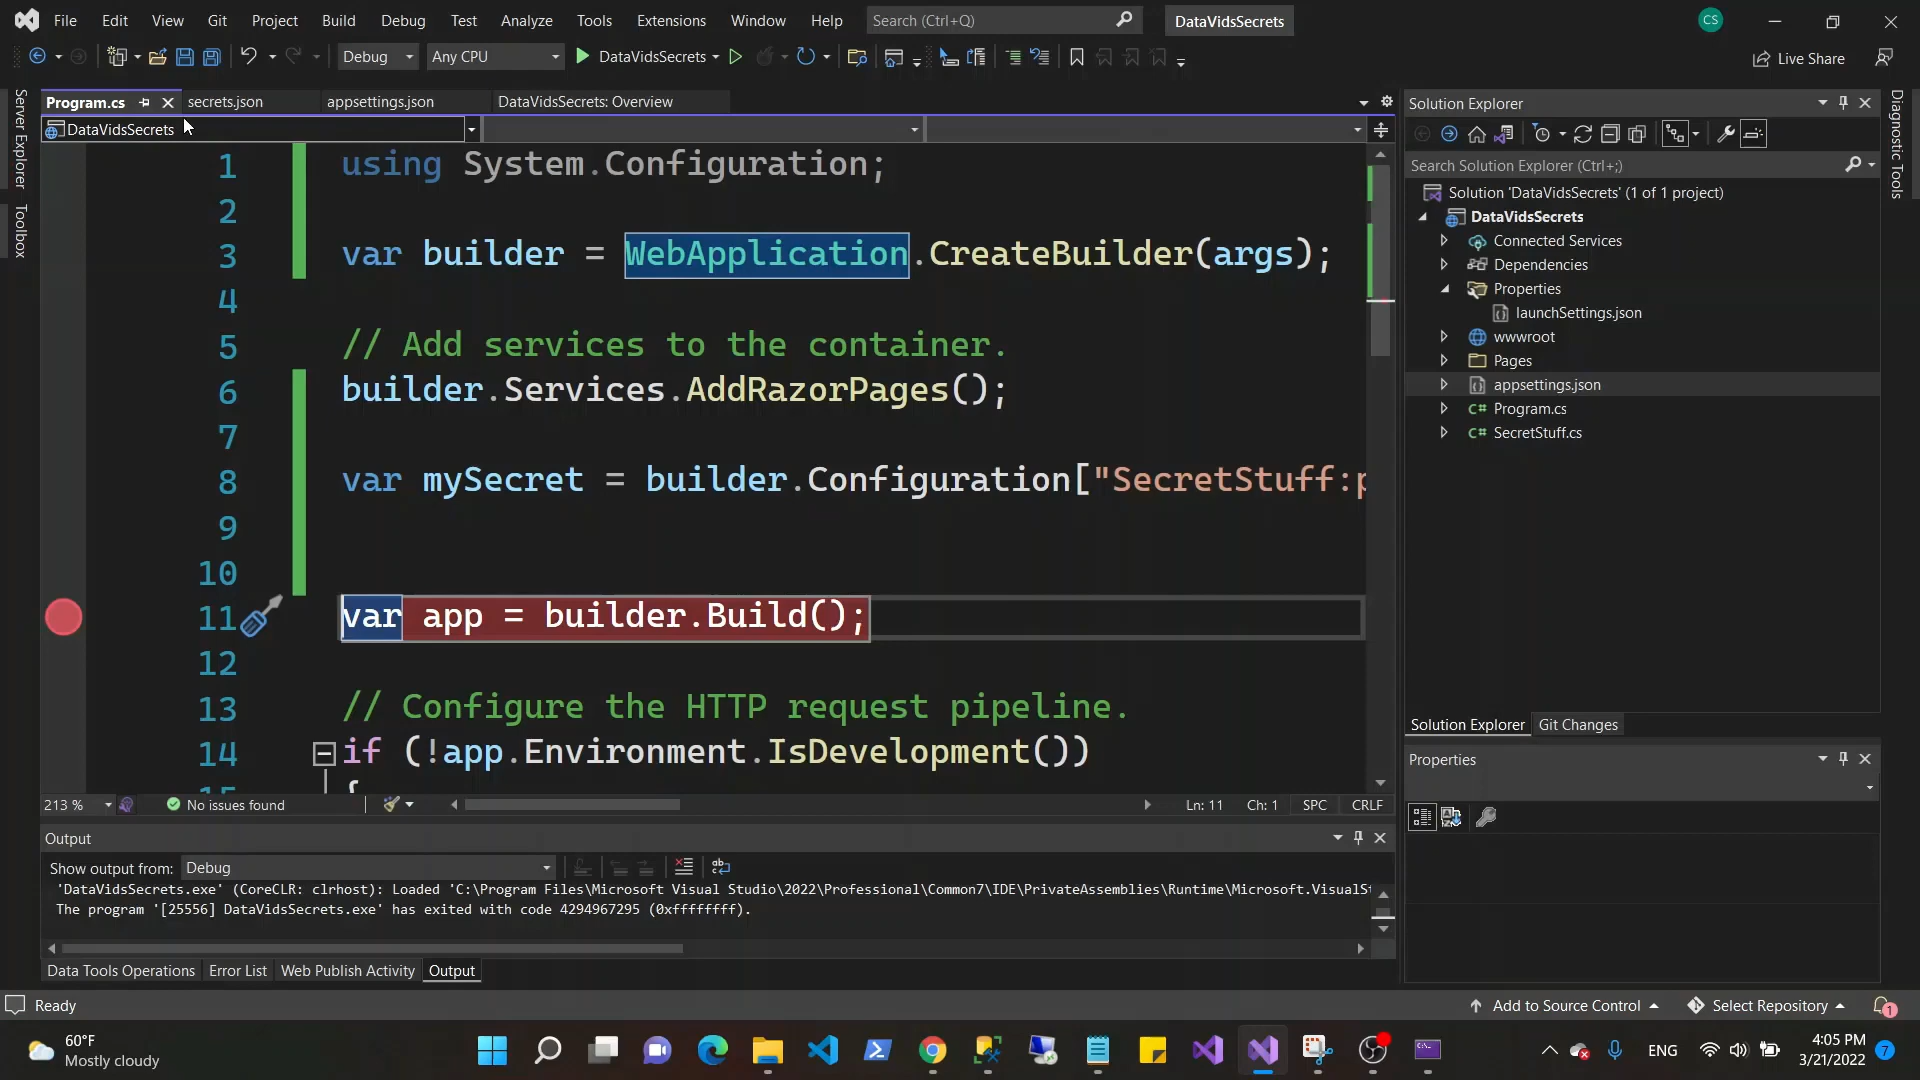 File Edit View Git Project Build Debug Test Analyze Tools Extensions Window Help Search (Ctrl+Q) DataVidsSecrets CS
Debug Any CPU DataVidsSecrets Live Share
Program.cs secrets.json appsettings.json DataVidsSecrets: Overview
DataVidsSecrets
Server Explorer
Toolbox
1 using System.Configuration;
2
3 var builder = WebApplication.CreateBuilder(args);
4
5 // Add services to the container.
6 builder.Services.AddRazorPages();
7
8 var mySecret = builder.Configuration["SecretStuff:p
9
10
11 var app = builder.Build();
12
13 // Configure the HTTP request pipeline.
14 if (!app.Environment.IsDevelopment())
15 {
213 % No issues found Ln: 11 Ch: 1 SPC CRLF
Output
Show output from: Debug
'DataVidsSecrets.exe' (CoreCLR: clrhost): Loaded 'C:\Program Files\Microsoft Visual Studio\2022\Professional\Common7\IDE\PrivateAssemblies\Runtime\Microsoft.VisualSt
The program '[25556] DataVidsSecrets.exe' has exited with code 4294967295 (0xffffffff).
Data Tools Operations Error List Web Publish Activity Output
Solution Explorer
Search Solution Explorer (Ctrl+;)
Solution 'DataVidsSecrets' (1 of 1 project)
DataVidsSecrets
Connected Services
Dependencies
Properties
launchSettings.json
wwwroot
Pages
appsettings.json
C# Program.cs
C# SecretStuff.cs
Solution Explorer Git Changes
Properties
Diagnostic Tools
Ready Add to Source Control Select Repository 1
60°F
Mostly cloudy
ENG
4:05 PM
3/21/2022
7